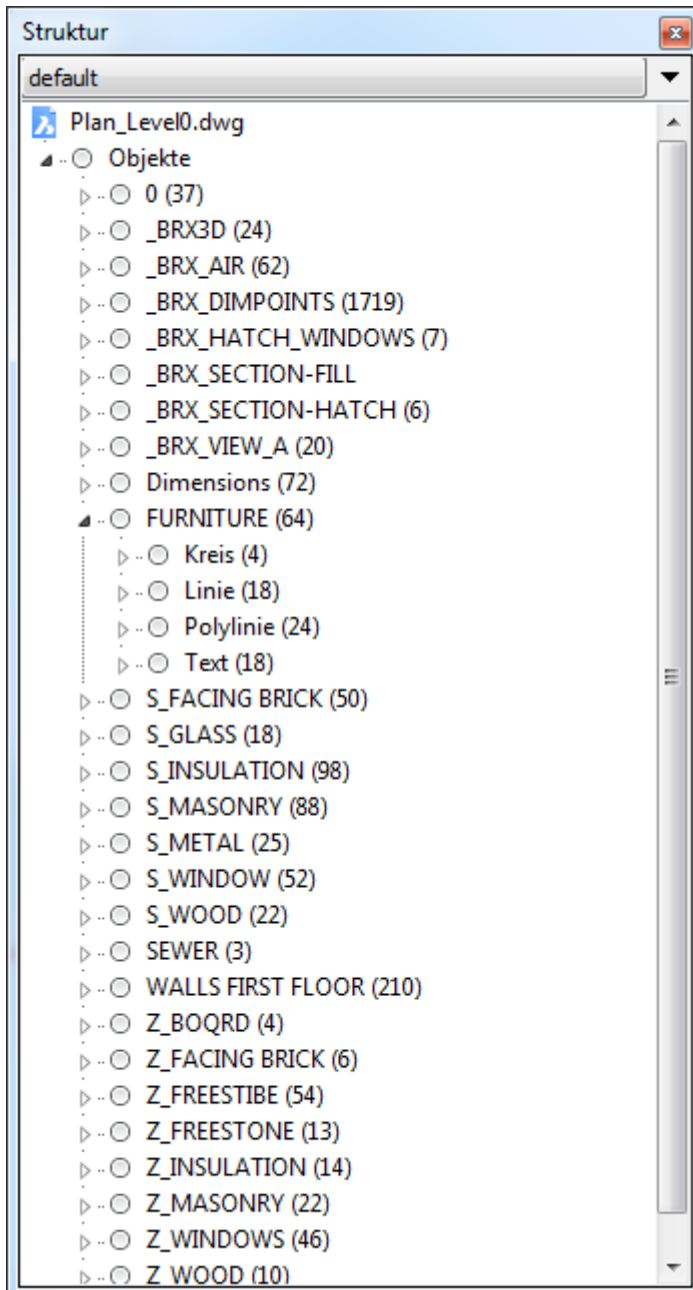 Struktur
default
Plan_Level0.dwg
Objekte
0 (37)
_BRX3D (24)
_BRX_AIR (62)
_BRX_DIMPOINTS (1719)
_BRX_HATCH_WINDOWS (7)
_BRX_SECTION-FILL
_BRX_SECTION-HATCH (6)
_BRX_VIEW_A (20)
Dimensions (72)
FURNITURE (64)
Kreis (4)
Linie (18)
Polylinie (24)
Text (18)
S_FACING BRICK (50)
S_GLASS (18)
S_INSULATION (98)
S_MASONRY (88)
S_METAL (25)
S_WINDOW (52)
S_WOOD (22)
SEWER (3)
WALLS FIRST FLOOR (210)
Z_BOQRD (4)
Z_FACING BRICK (6)
Z_FREESTIBE (54)
Z_FREESTONE (13)
Z_INSULATION (14)
Z_MASONRY (22)
Z_WINDOWS (46)
Z_WOOD (10)